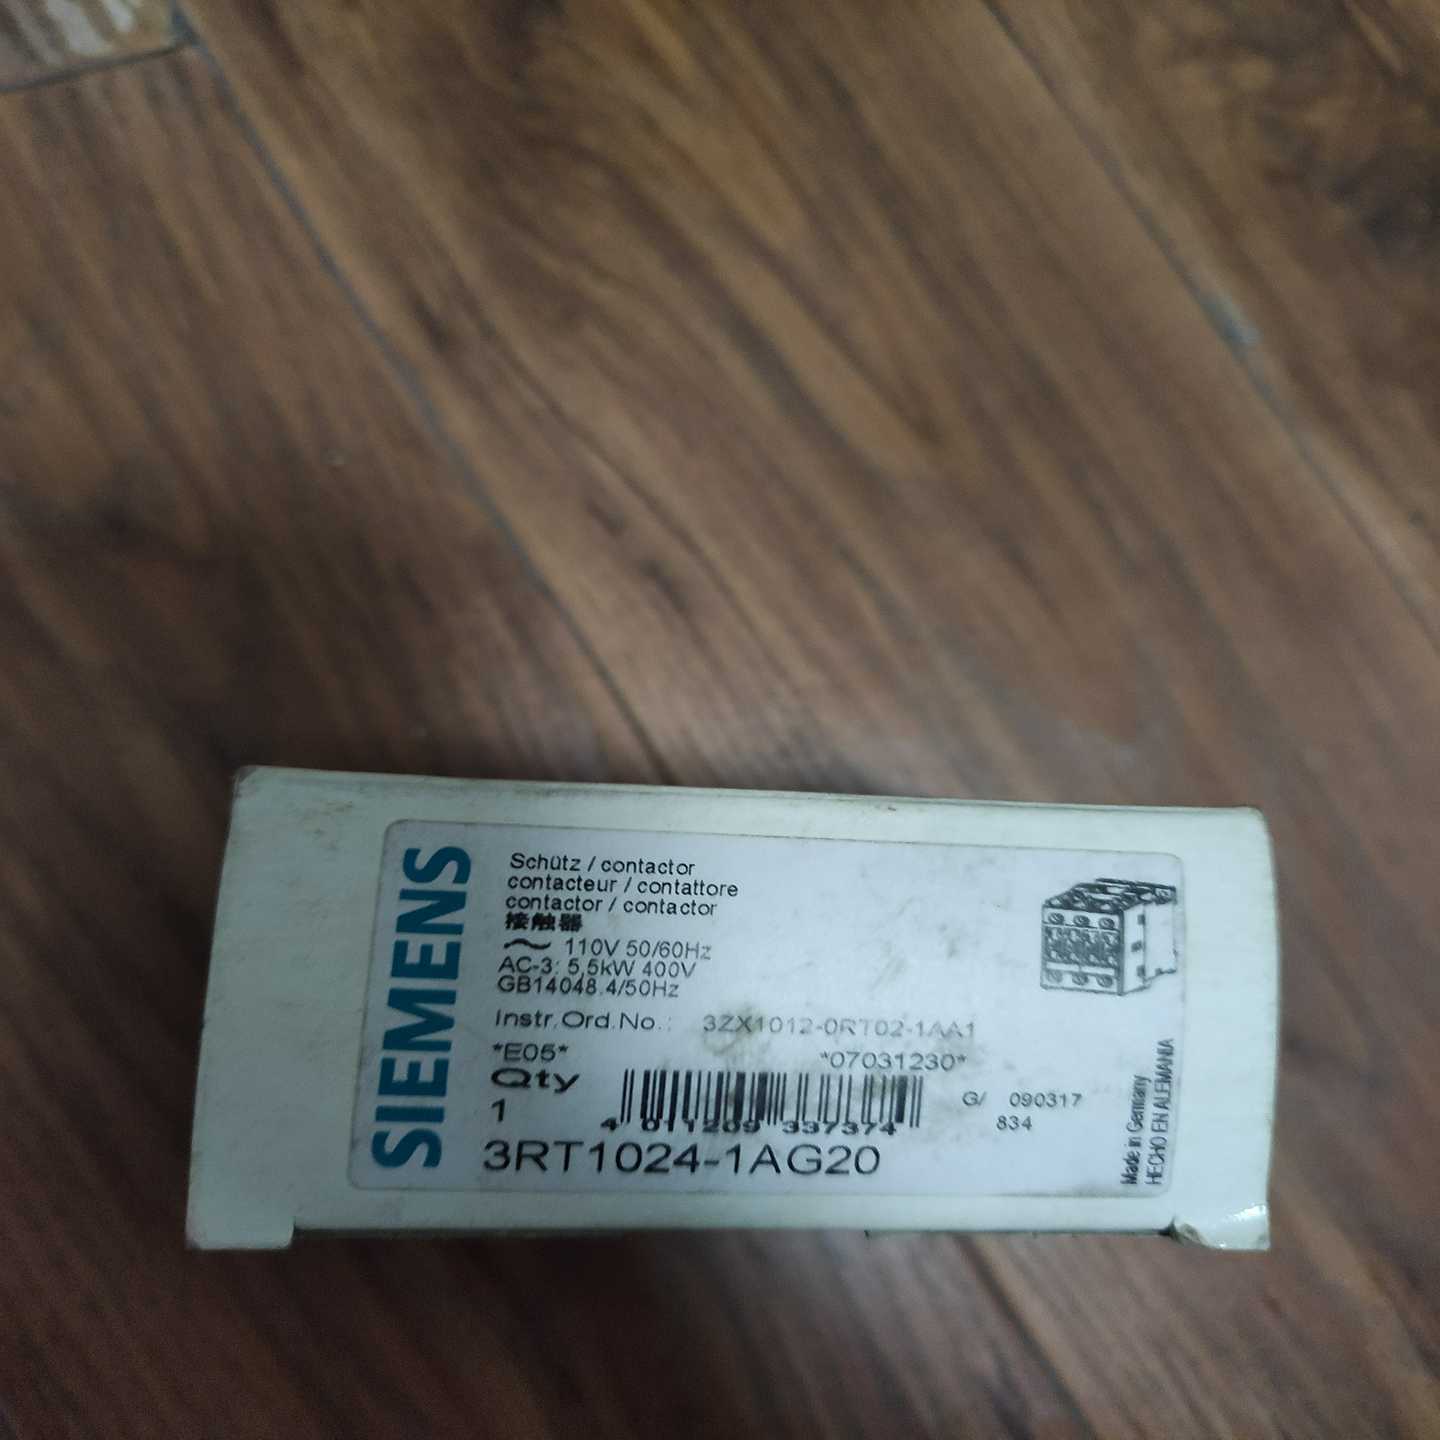 SIEMENS
Schütz / contactor
contacteur / contattore
contactor / contactor
接触器
~ 110V 50/60Hz
AC-3: 5,5kW 400V
GB14048.4/50Hz
Instr.Ord.No.: 3ZX1012-0RT02-1AA1
*E05* *07031230*
Qty
1
4 011209 337374
G/ 090317
834
3RT1024-1AG20
Made in Germany
HECHO EN ALEMANIA